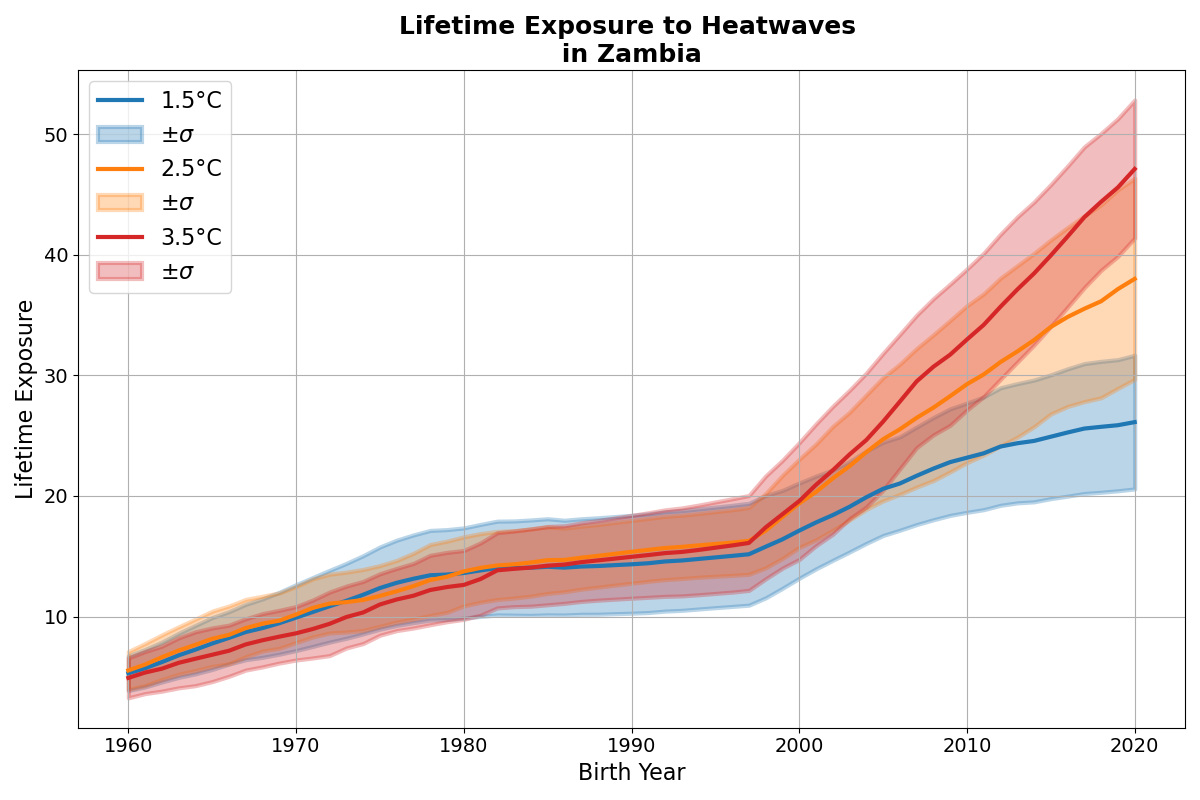 Lifetime Exposure to Heatwaves
in Zambia
1.5°C
±σ
2.5°C
±σ
3.5°C
±σ
Lifetime Exposure
50
40
30
20
10
1960
1970
1980
1990
2000
2010
2020
Birth Year